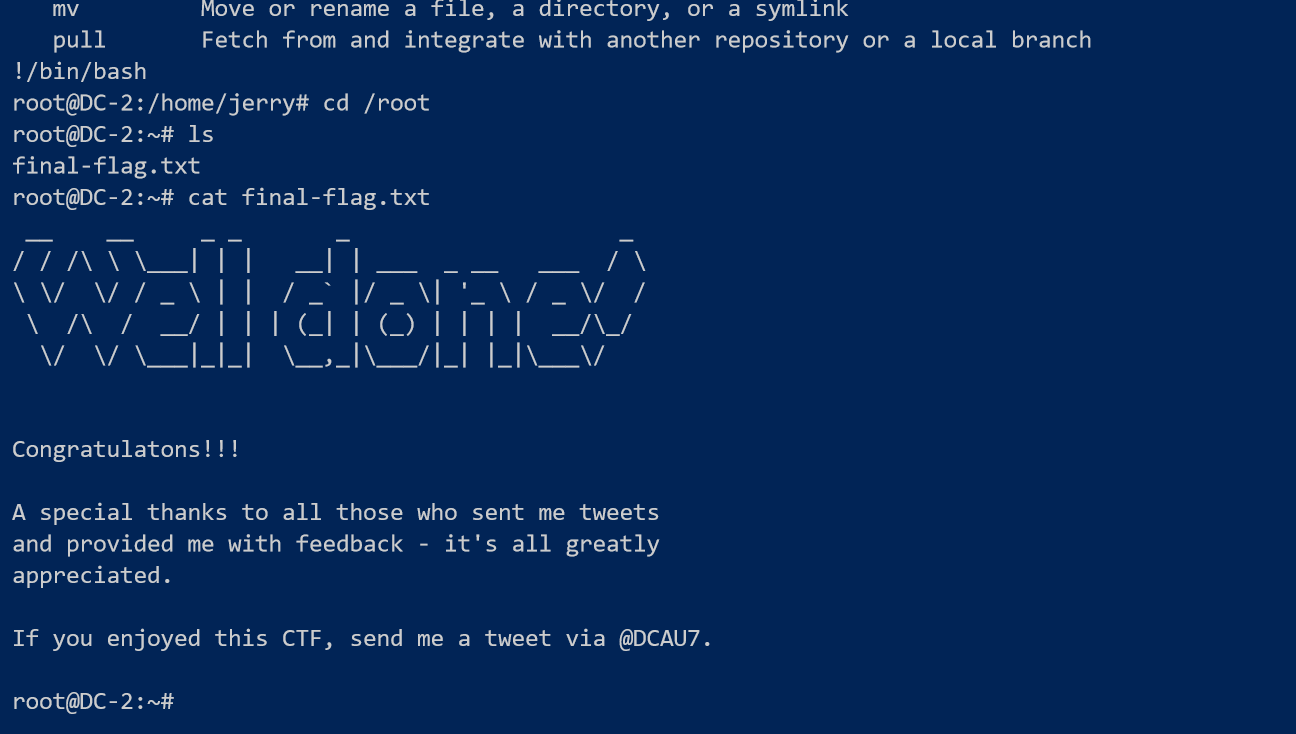 mv         Move or rename a file, a directory, or a symlink
pull       Fetch from and integrate with another repository or a local branch
!/bin/bash
root@DC-2:/home/jerry# cd /root
root@DC-2:~# ls
final-flag.txt
root@DC-2:~# cat final-flag.txt
 __    __     _ _       _                    _
/ / /\ \ \___| | |   __| | ___  _ __   ___  / \
\ \/  \/ / _ \ | |  / _` |/ _ \| '_ \ / _ \/  /
 \  /\  /  __/ | | | (_| | (_) | | | |  __/\_/
  \/  \/ \___|_|_|  \__,_|\___/|_| |_|\___\/
Congratulatons!!!
A special thanks to all those who sent me tweets
and provided me with feedback - it's all greatly
appreciated.
If you enjoyed this CTF, send me a tweet via @DCAU7.
root@DC-2:~#